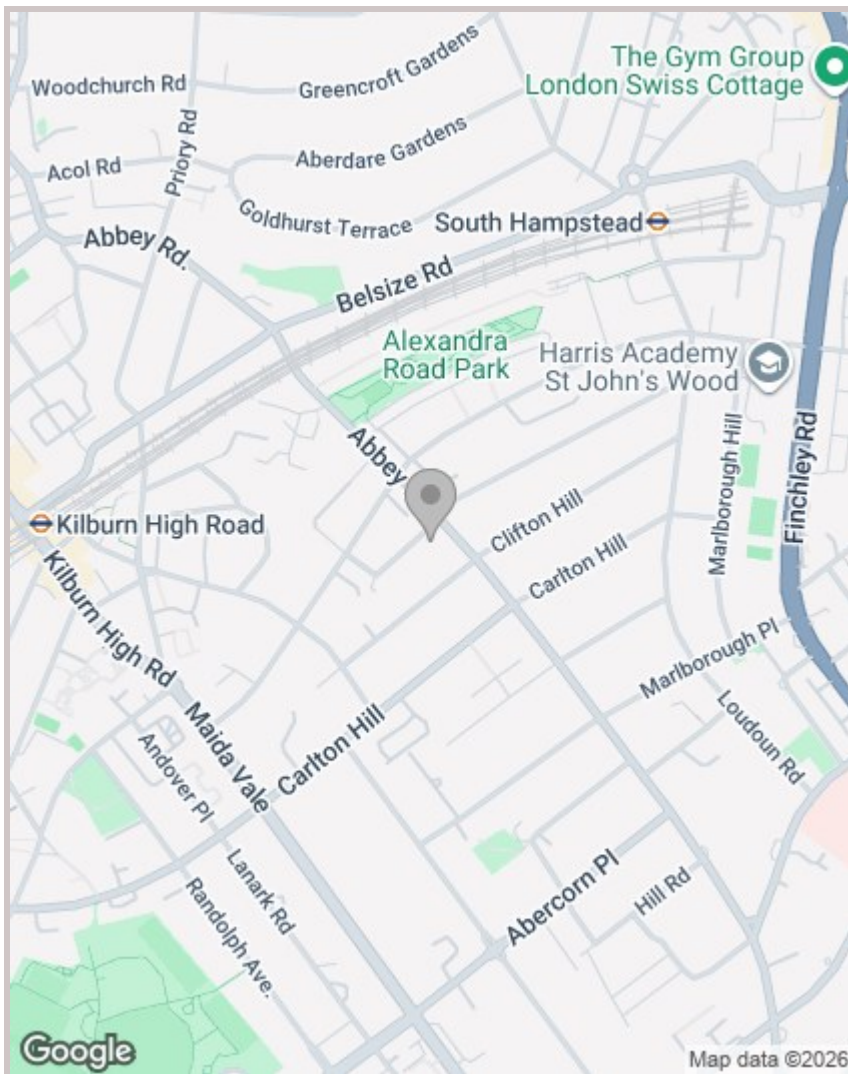 The Gym Group
London Swiss Cottage
Greencroft Gardens
Woodchurch Rd
Priory Rd
Aberdare Gardens
Acol Rd
Goldhurst Terrace
South Hampstead
Abbey Rd.
Belsize Rd
Alexandra
Road Park
Harris Academy
St John's Wood
Abbey
Marlborough Hill
Finchley Rd
Clifton Hill
Kilburn High Road
Carlton Hill
Kilburn High Rd
Marlborough Pl
Maida Vale
Carlton Hill
Loudoun Rd
Andover Pl
Lanark Rd
Randolph Ave.
Abercorn Pl
Hill Rd
Google
Map data ©2026